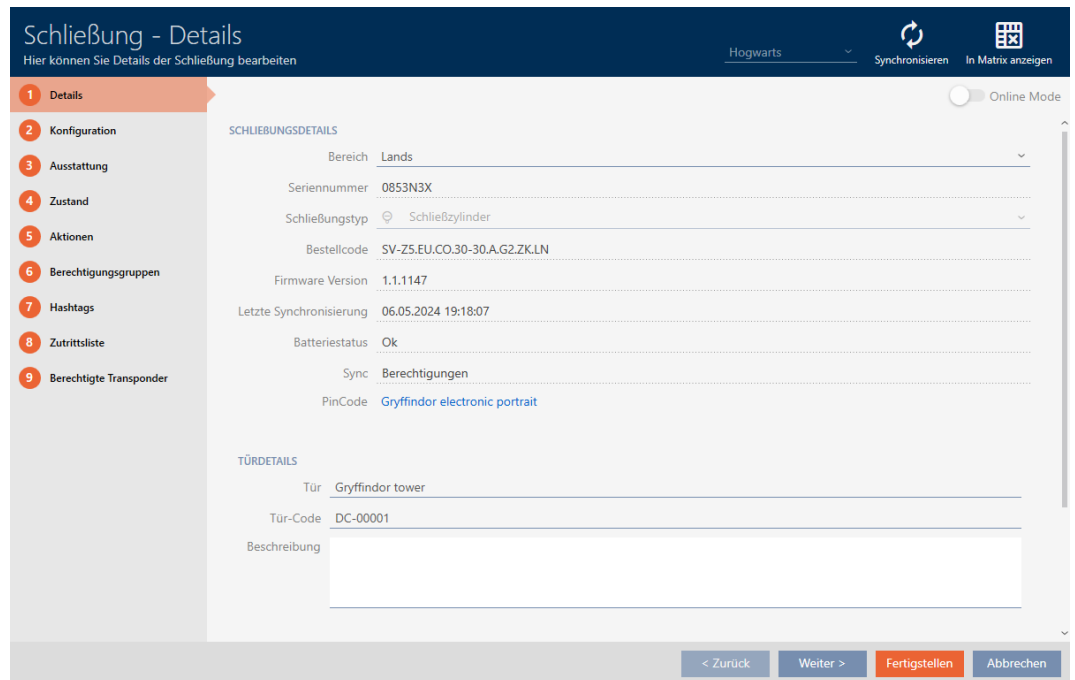 Schließung - Details
Hier können Sie Details der Schließung bearbeiten
Hogwarts
Synchronisieren
In Matrix anzeigen
1 Details
2 Konfiguration
3 Ausstattung
4 Zustand
5 Aktionen
6 Berechtigungsgruppen
7 Hashtags
8 Zutrittsliste
9 Berechtigte Transponder
Online Mode
SCHLIEßUNGSDETAILS
Bereich Lands
Seriennummer 0853N3X
Schließungstyp Schließzylinder
Bestellcode SV-Z5.EU.CO.30-30.A.G2.ZK.LN
Firmware Version 1.1.1147
Letzte Synchronisierung 06.05.2024 19:18:07
Batteriestatus Ok
Sync Berechtigungen
PinCode Gryffindor electronic portrait
TÜRDETAILS
Tür Gryffindor tower
Tür-Code DC-00001
Beschreibung
< Zurück
Weiter >
Fertigstellen
Abbrechen